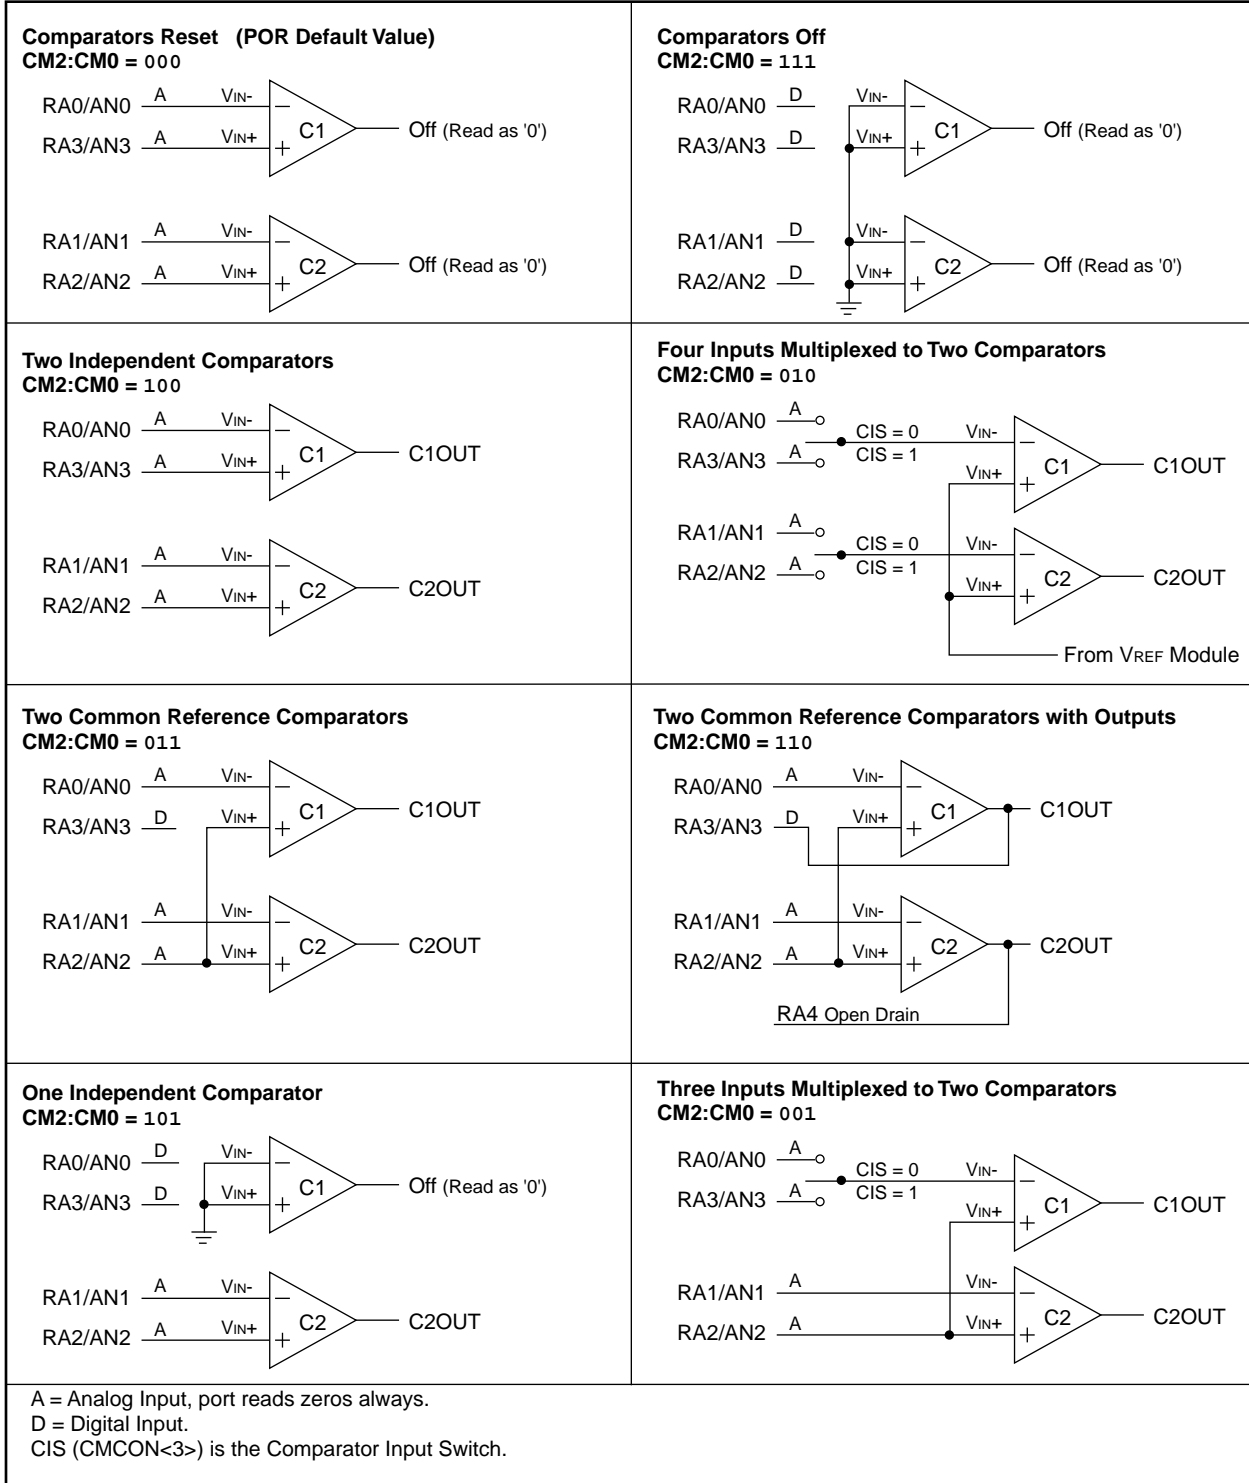 Comparators Reset (POR Default Value)
CM2:CM0 = 000
RA0/AN0 A VIN- −
RA3/AN3 A VIN+ + C1 Off (Read as '0')
RA1/AN1 A VIN- −
RA2/AN2 A VIN+ + C2 Off (Read as '0')
Comparators Off
CM2:CM0 = 111
RA0/AN0 D VIN- −
RA3/AN3 D VIN+ + C1 Off (Read as '0')
RA1/AN1 D VIN- −
RA2/AN2 D VIN+ + C2 Off (Read as '0')
Two Independent Comparators
CM2:CM0 = 100
RA0/AN0 A VIN- −
RA3/AN3 A VIN+ + C1 C1OUT
RA1/AN1 A VIN- −
RA2/AN2 A VIN+ + C2 C2OUT
Four Inputs Multiplexed to Two Comparators
CM2:CM0 = 010
RA0/AN0 A CIS = 0 VIN- −
RA3/AN3 A CIS = 1 VIN+ + C1 C1OUT
RA1/AN1 A CIS = 0 VIN- −
RA2/AN2 A CIS = 1 VIN+ + C2 C2OUT
From VREF Module
Two Common Reference Comparators
CM2:CM0 = 011
RA0/AN0 A VIN- −
RA3/AN3 D VIN+ + C1 C1OUT
RA1/AN1 A VIN- −
RA2/AN2 A VIN+ + C2 C2OUT
Two Common Reference Comparators with Outputs
CM2:CM0 = 110
RA0/AN0 A VIN- −
RA3/AN3 D VIN+ + C1 C1OUT
RA1/AN1 A VIN- −
RA2/AN2 A VIN+ + C2 C2OUT
RA4 Open Drain
One Independent Comparator
CM2:CM0 = 101
RA0/AN0 D VIN- −
RA3/AN3 D VIN+ + C1 Off (Read as '0')
RA1/AN1 A VIN- −
RA2/AN2 A VIN+ + C2 C2OUT
Three Inputs Multiplexed to Two Comparators
CM2:CM0 = 001
RA0/AN0 A CIS = 0 VIN- −
RA3/AN3 A CIS = 1 VIN+ + C1 C1OUT
RA1/AN1 A VIN- −
RA2/AN2 A VIN+ + C2 C2OUT
A = Analog Input, port reads zeros always.
D = Digital Input.
CIS (CMCON<3>) is the Comparator Input Switch.